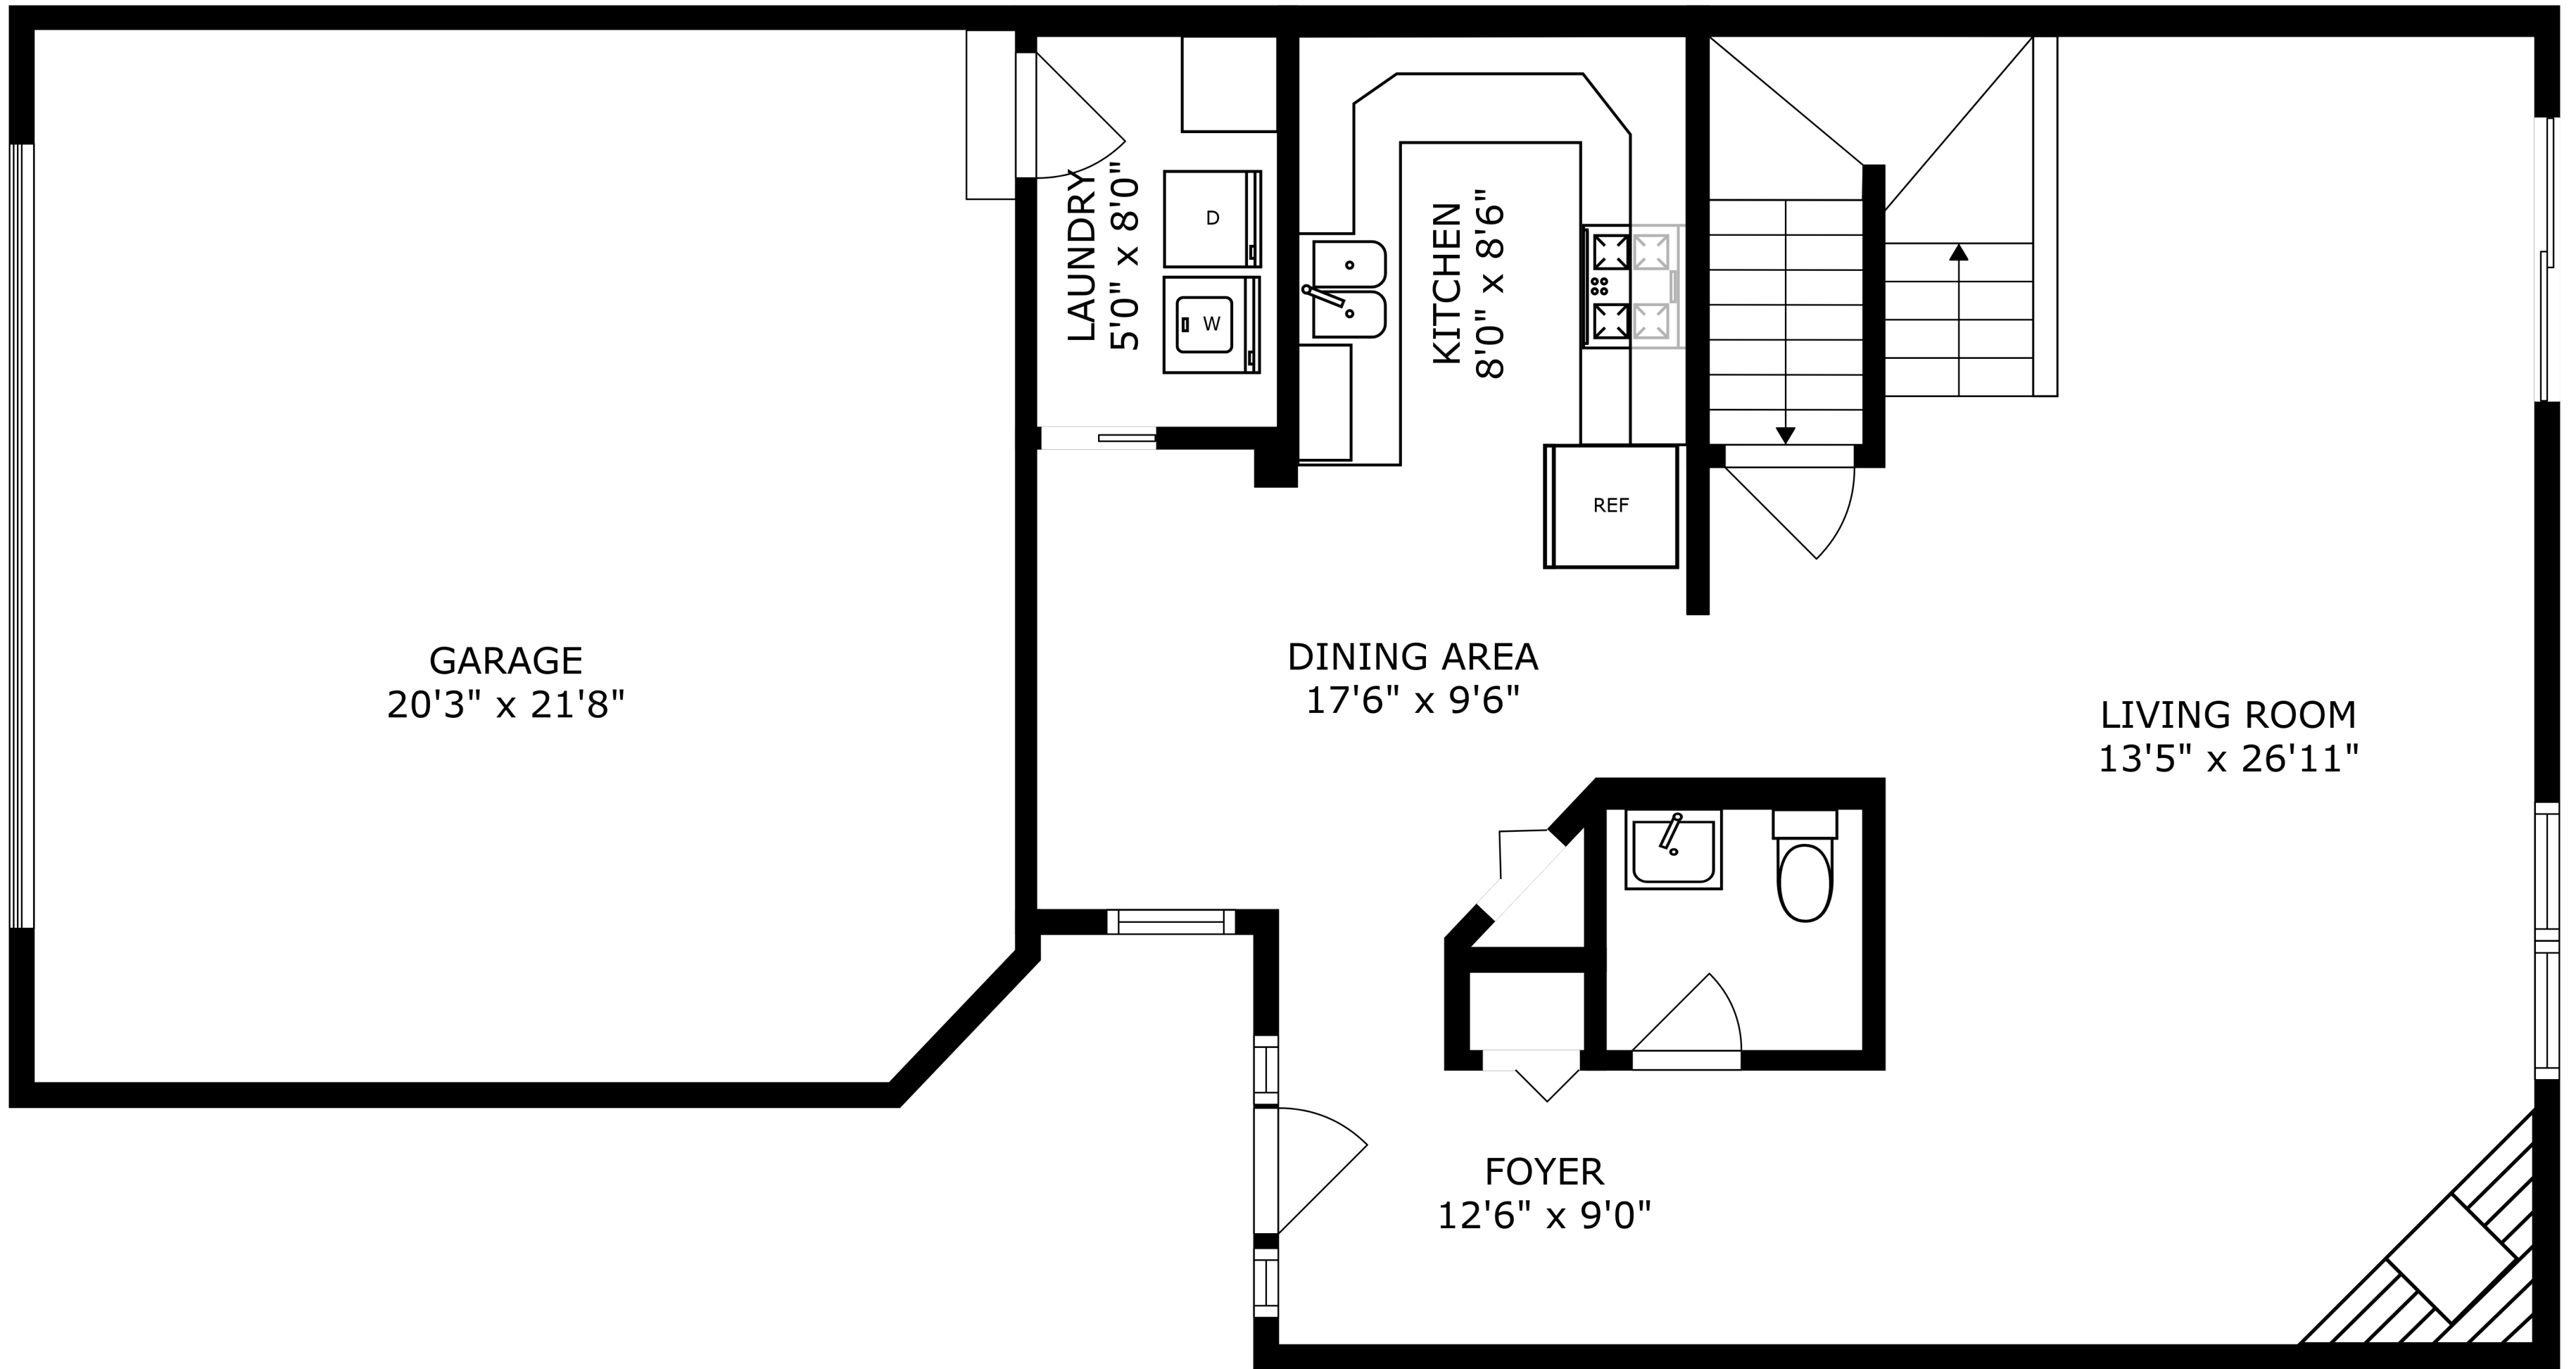 LAUNDRY
5'0" x 8'0"
D
W
KITCHEN
8'0" x 8'6"
REF
GARAGE
20'3" x 21'8"
DINING AREA
17'6" x 9'6"
LIVING ROOM
13'5" x 26'11"
FOYER
12'6" x 9'0"